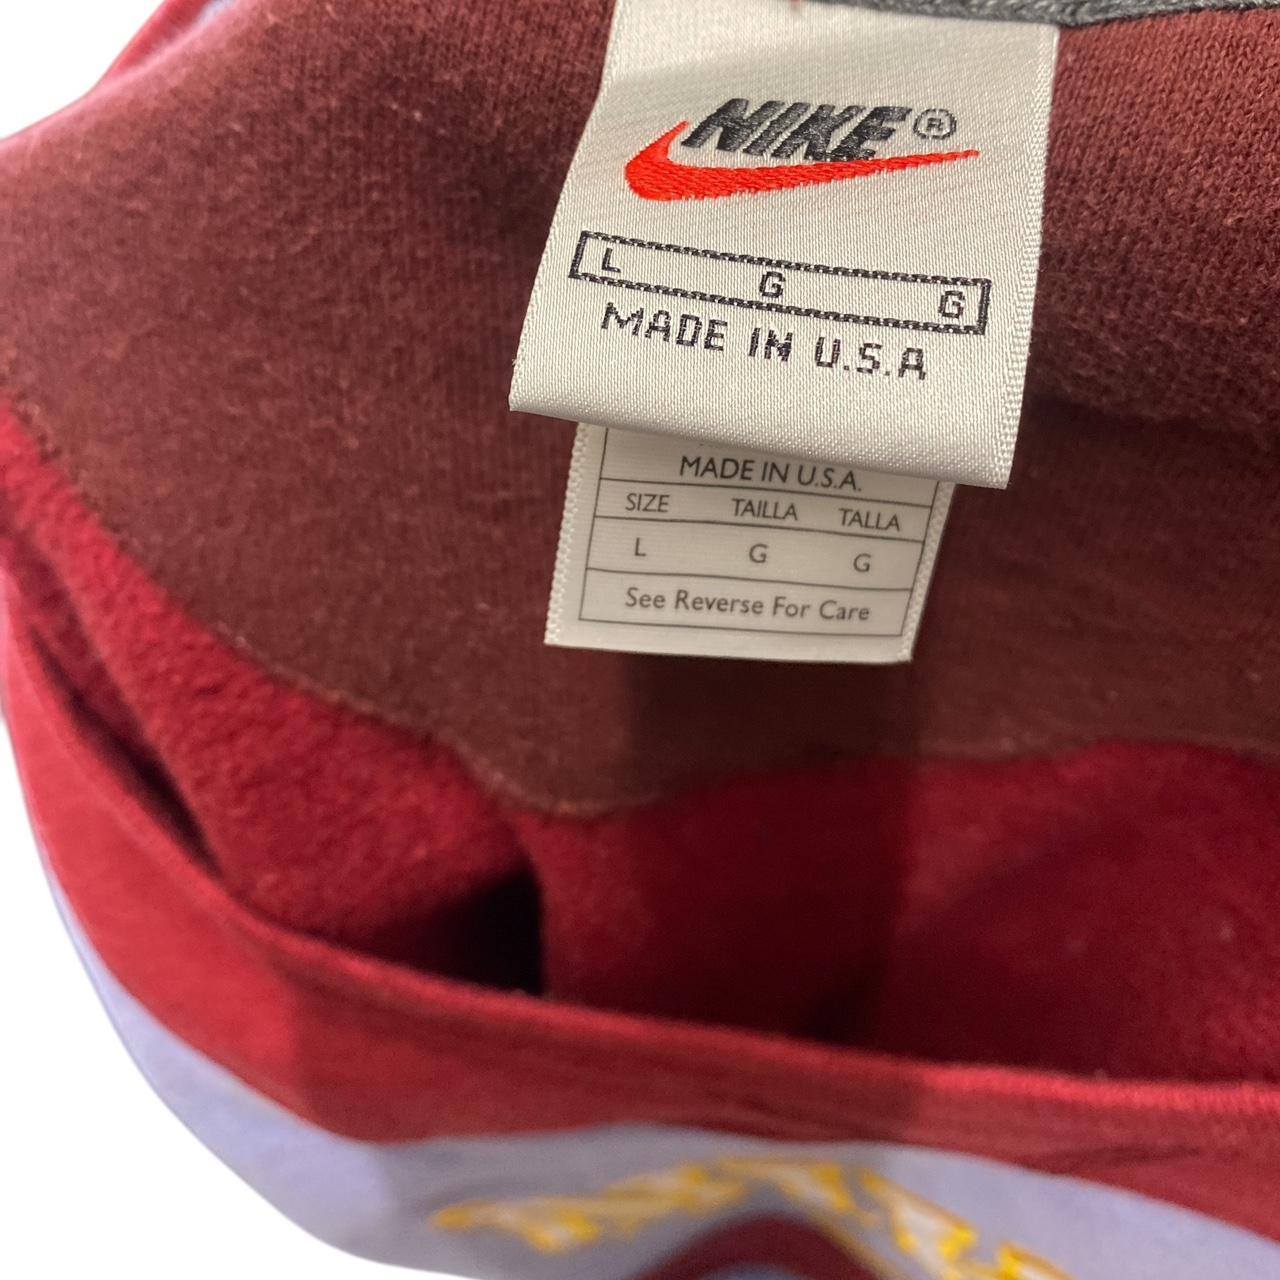 NIKE®
L G G
MADE IN U.S.A
MADE IN U.S.A.
SIZE TAILLA TALLA
L G G
See Reverse For Care